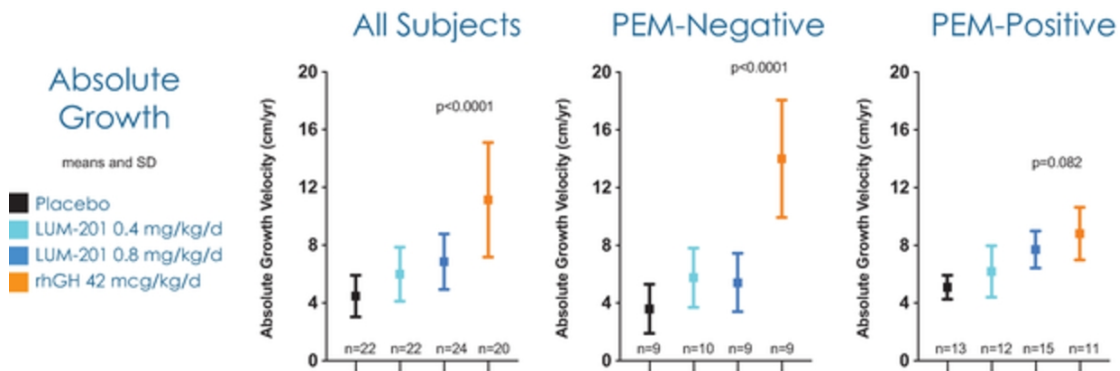 All Subjects
PEM-Negative
PEM-Positive
Absolute
Growth
means and SD
Placebo
LUM-201 0.4 mg/kg/d
LUM-201 0.8 mg/kg/d
rhGH 42 mcg/kg/d
Absolute Growth Velocity (cm/yr)
20
16
12
8
4
0
p<0.0001
n=22
n=22
n=24
n=20
Absolute Growth Velocity (cm/yr)
20
16
12
8
4
0
p<0.0001
n=9
n=10
n=9
n=9
Absolute Growth Velocity (cm/yr)
20
16
12
8
4
0
p=0.082
n=13
n=12
n=15
n=11